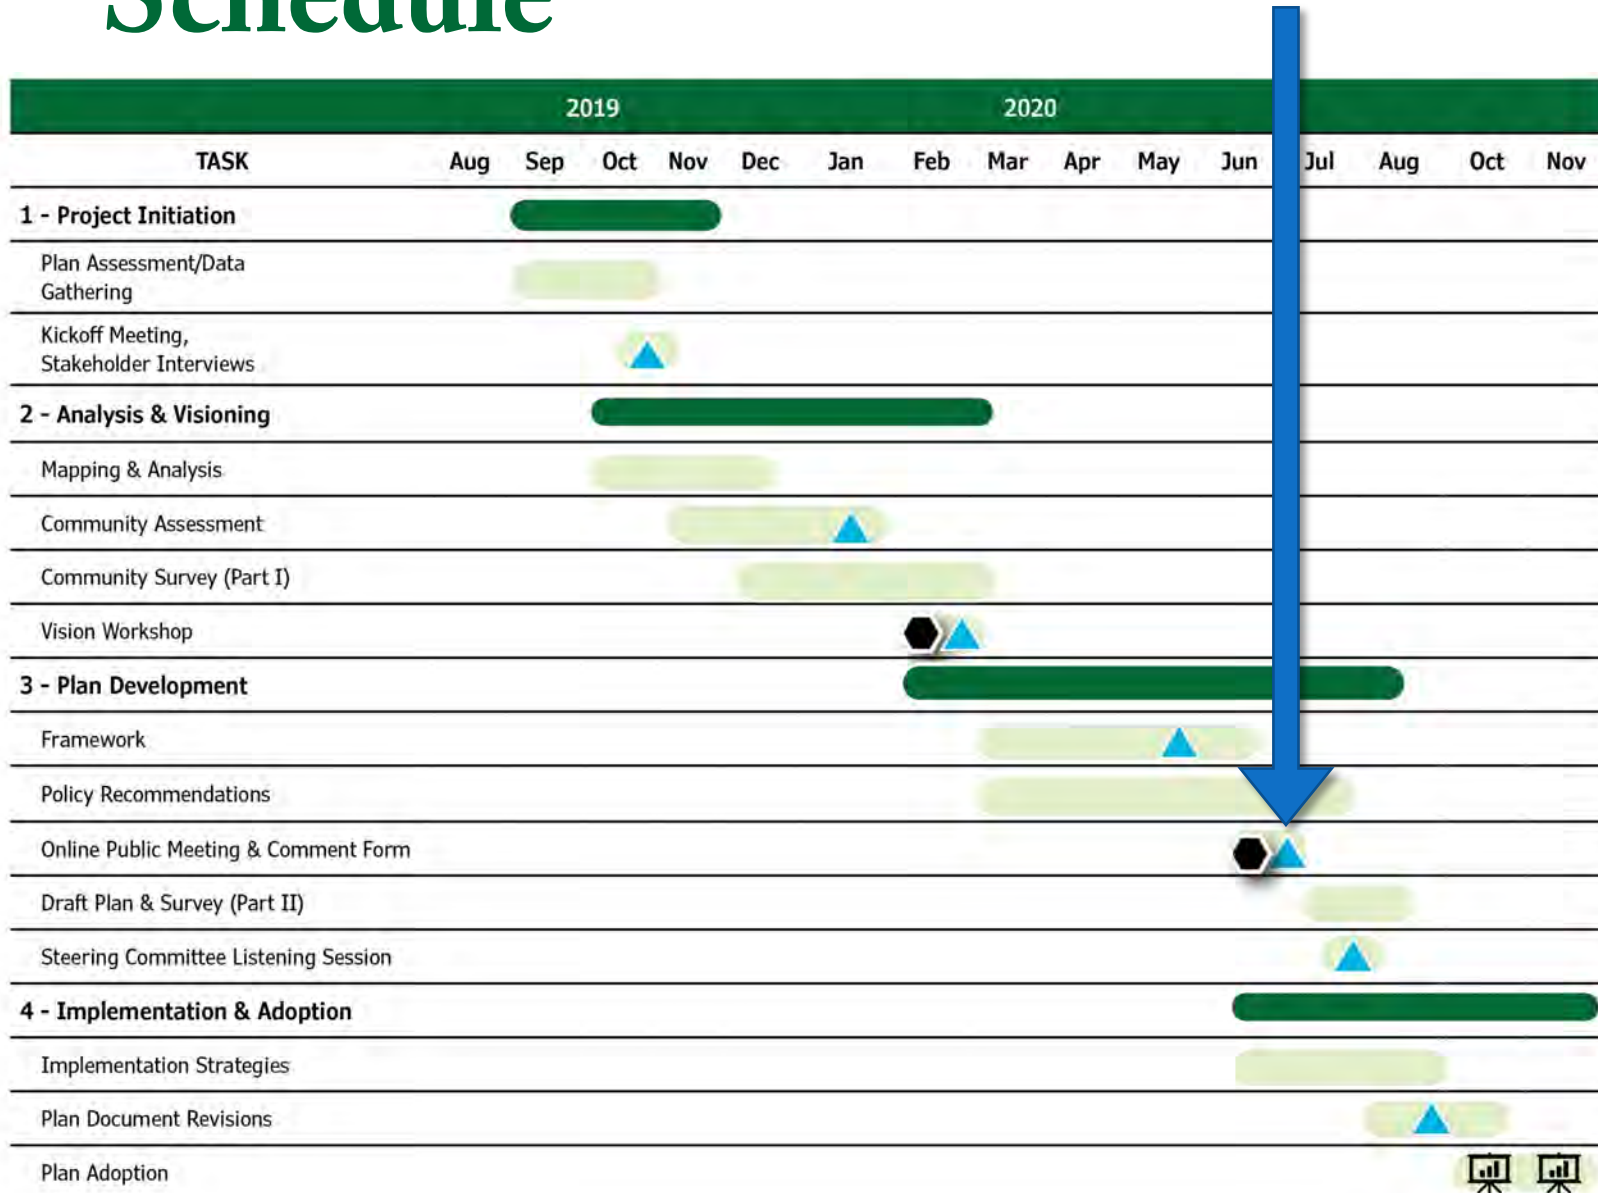 Schedule
2019 2020
TASK Aug Sep Oct Nov Dec Jan Feb Mar Apr May Jun Jul Aug Oct Nov
1 - Project Initiation
Plan Assessment/Data
Gathering
Kickoff Meeting,
Stakeholder Interviews
2 - Analysis & Visioning
Mapping & Analysis
Community Assessment
Community Survey (Part I)
Vision Workshop
3 - Plan Development
Framework
Policy Recommendations
Online Public Meeting & Comment Form
Draft Plan & Survey (Part II)
Steering Committee Listening Session
4 - Implementation & Adoption
Implementation Strategies
Plan Document Revisions
Plan Adoption